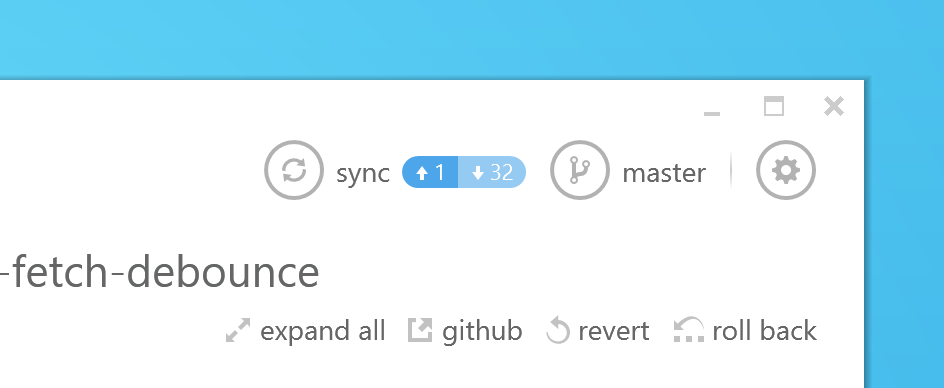 sync 1 32 master
-fetch-debounce
expand all github revert roll back